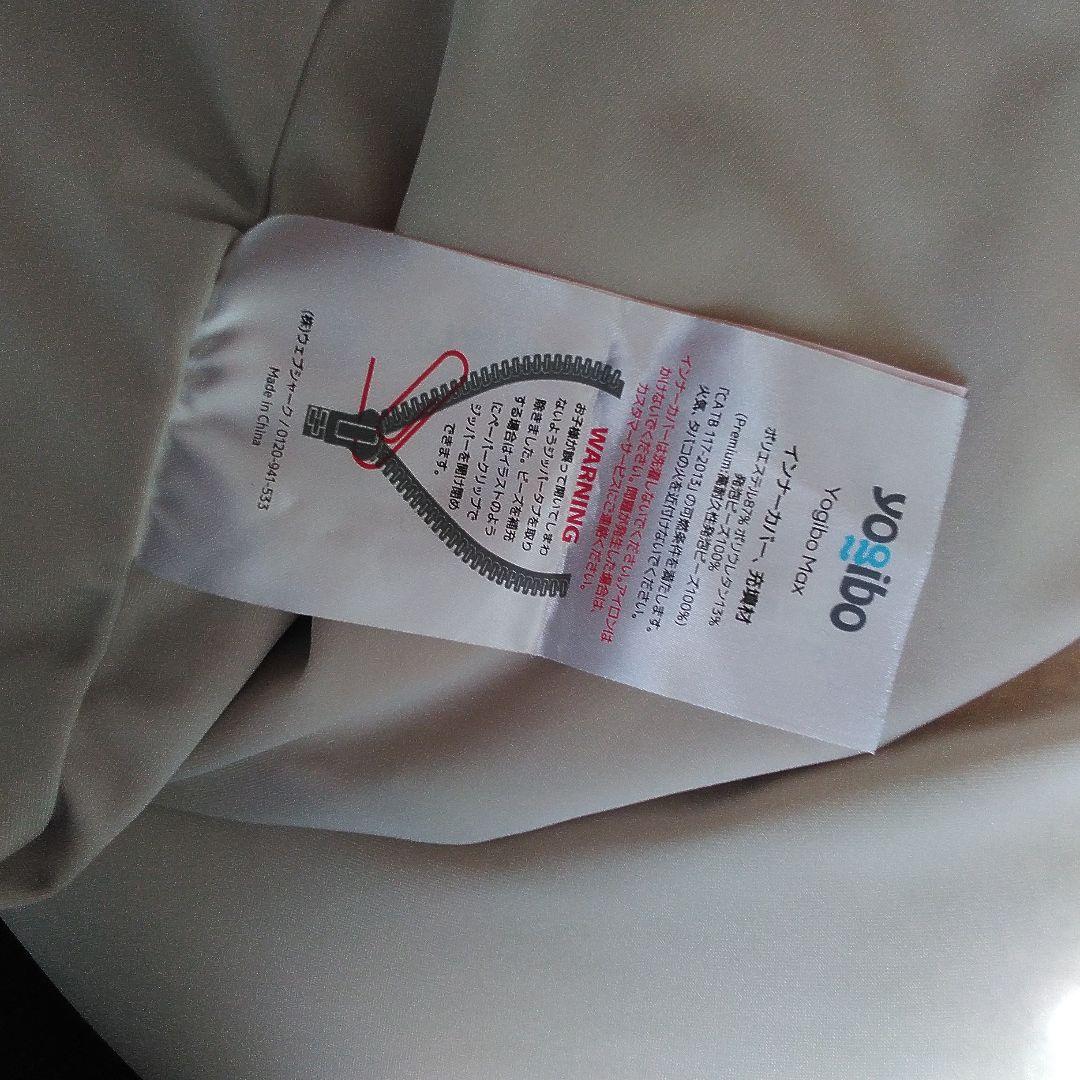 yogibo
Yogibo Max
インナーカバー、充填材
ポリエステル87% ポリウレタン13%
発泡ビーズ100%
(Premium:高耐久性発泡ビーズ100%)
「CA TB 117-2013」の可燃条件を満たします。
火気、タバコの火を近付けないでください。
インナーカバーは洗濯しないでください。アイロンは
かけないでください。問題が発生した場合は、
カスタマーサービスにご連絡ください。
WARNING
お子様が誤って開いてしまわ
ないようジッパータブを取り
除きました。ビーズを補充
する場合はイラストのよう
にペーパークリップで
ジッパーを開け閉め
できます。
(株)ウェブシャーク / 0120-941-533
Made in China